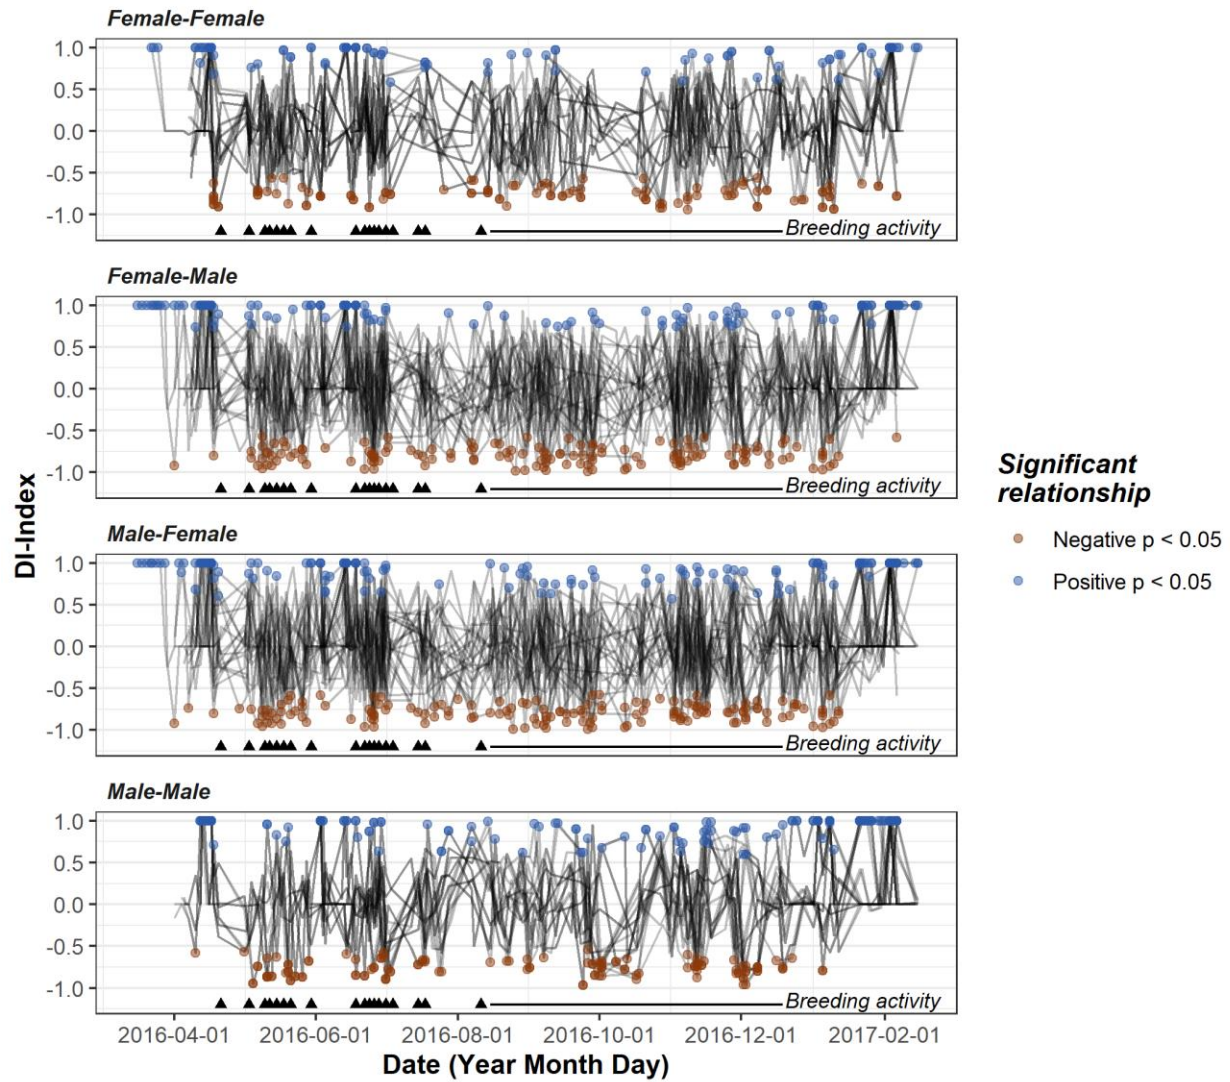 Female-Female
1.0
0.5
0.0
-0.5
-1.0
Breeding activity
Female-Male
1.0
0.5
0.0
-0.5
-1.0
Breeding activity
Male-Female
1.0
0.5
0.0
-0.5
-1.0
Breeding activity
Male-Male
1.0
0.5
0.0
-0.5
-1.0
Breeding activity
2016-04-01 2016-06-01 2016-08-01 2016-10-01 2016-12-01 2017-02-01
Date (Year Month Day)
DI-Index
Significant
relationship
Negative p < 0.05
Positive p < 0.05